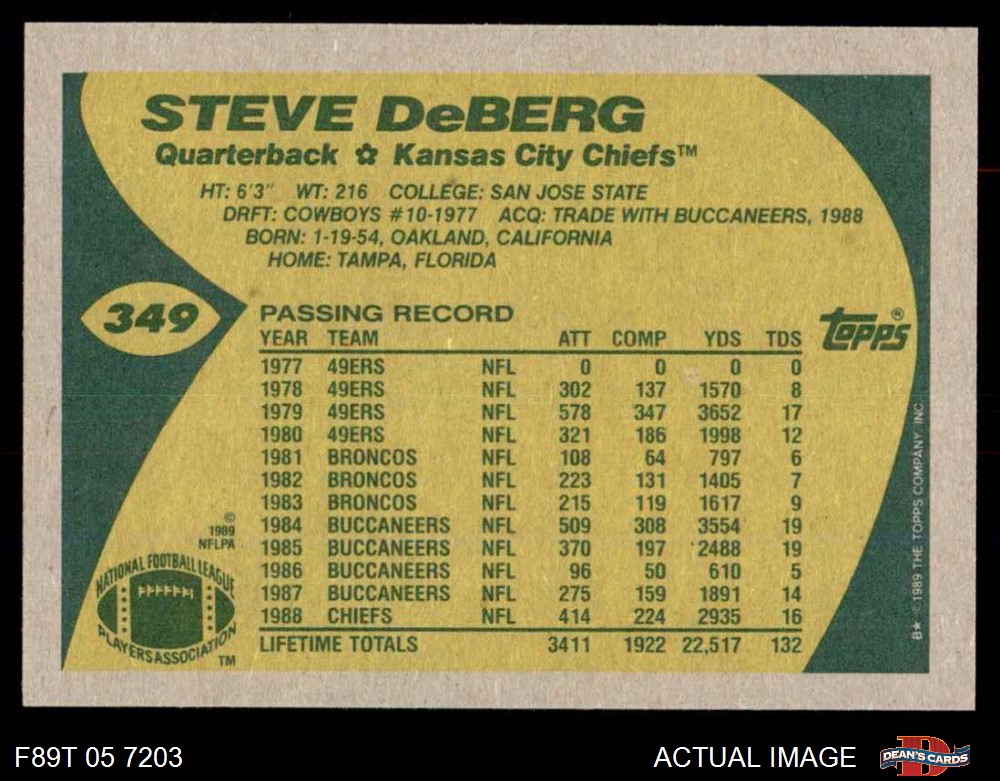 STEVE DeBERG
Quarterback ✿ Kansas City Chiefs™
HT: 6'3" WT: 216 COLLEGE: SAN JOSE STATE
DRFT: COWBOYS #10-1977 ACQ: TRADE WITH BUCCANEERS, 1988
BORN: 1-19-54, OAKLAND, CALIFORNIA
HOME: TAMPA, FLORIDA
349
PASSING RECORD
topps®
YEAR TEAM ATT COMP YDS TDS
1977 49ERS NFL 0 0 0 0
1978 49ERS NFL 302 137 1570 8
1979 49ERS NFL 578 347 3652 17
1980 49ERS NFL 321 186 1998 12
1981 BRONCOS NFL 108 64 797 6
1982 BRONCOS NFL 223 131 1405 7
1983 BRONCOS NFL 215 119 1617 9
1984 BUCCANEERS NFL 509 308 3554 19
1985 BUCCANEERS NFL 370 197 2488 19
1986 BUCCANEERS NFL 96 50 610 5
1987 BUCCANEERS NFL 275 159 1891 14
1988 CHIEFS NFL 414 224 2935 16
LIFETIME TOTALS 3411 1922 22,517 132
©
1989
NFLPA
NATIONAL FOOTBALL LEAGUE
PLAYERS ASSOCIATION
TM
B★ ©1989 THE TOPPS COMPANY, INC.
F89T 05 7203
ACTUAL IMAGE
DEAN'S CARDS